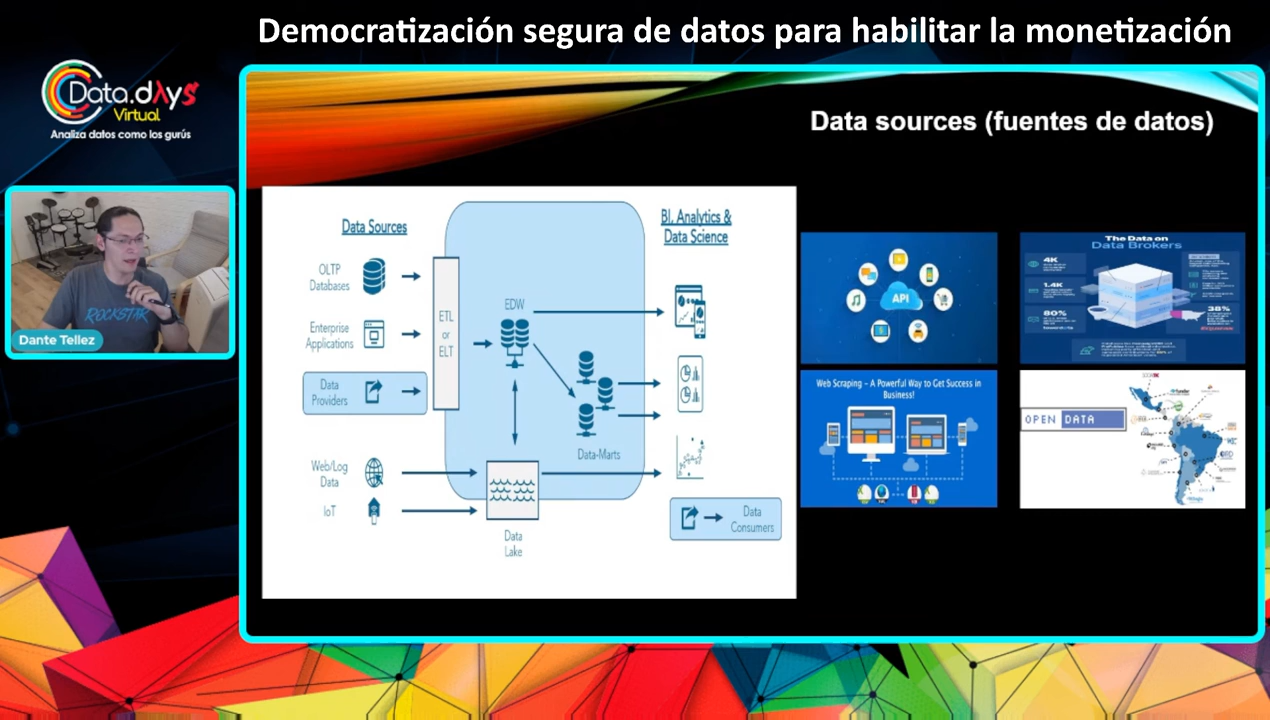 Democratización segura de datos para habilitar la monetización
Data.dλys
Virtual
Analiza datos como los gurús
Dante Tellez
ROCKSTAR
Data sources (fuentes de datos)
Data Sources
OLTP
Databases
Enterprise
Applications
Data
Providers
Web/Log
Data
IoT
ETL
or
ELT
EDW
Data-Marts
Data
Lake
BI, Analytics &
Data Science
Data
Consumers
API
The Data on
Data Brokers
4K
1.4K
80%
38%
Web Scraping – A Powerful Way to Get Success in
Business!
OPEN DATA